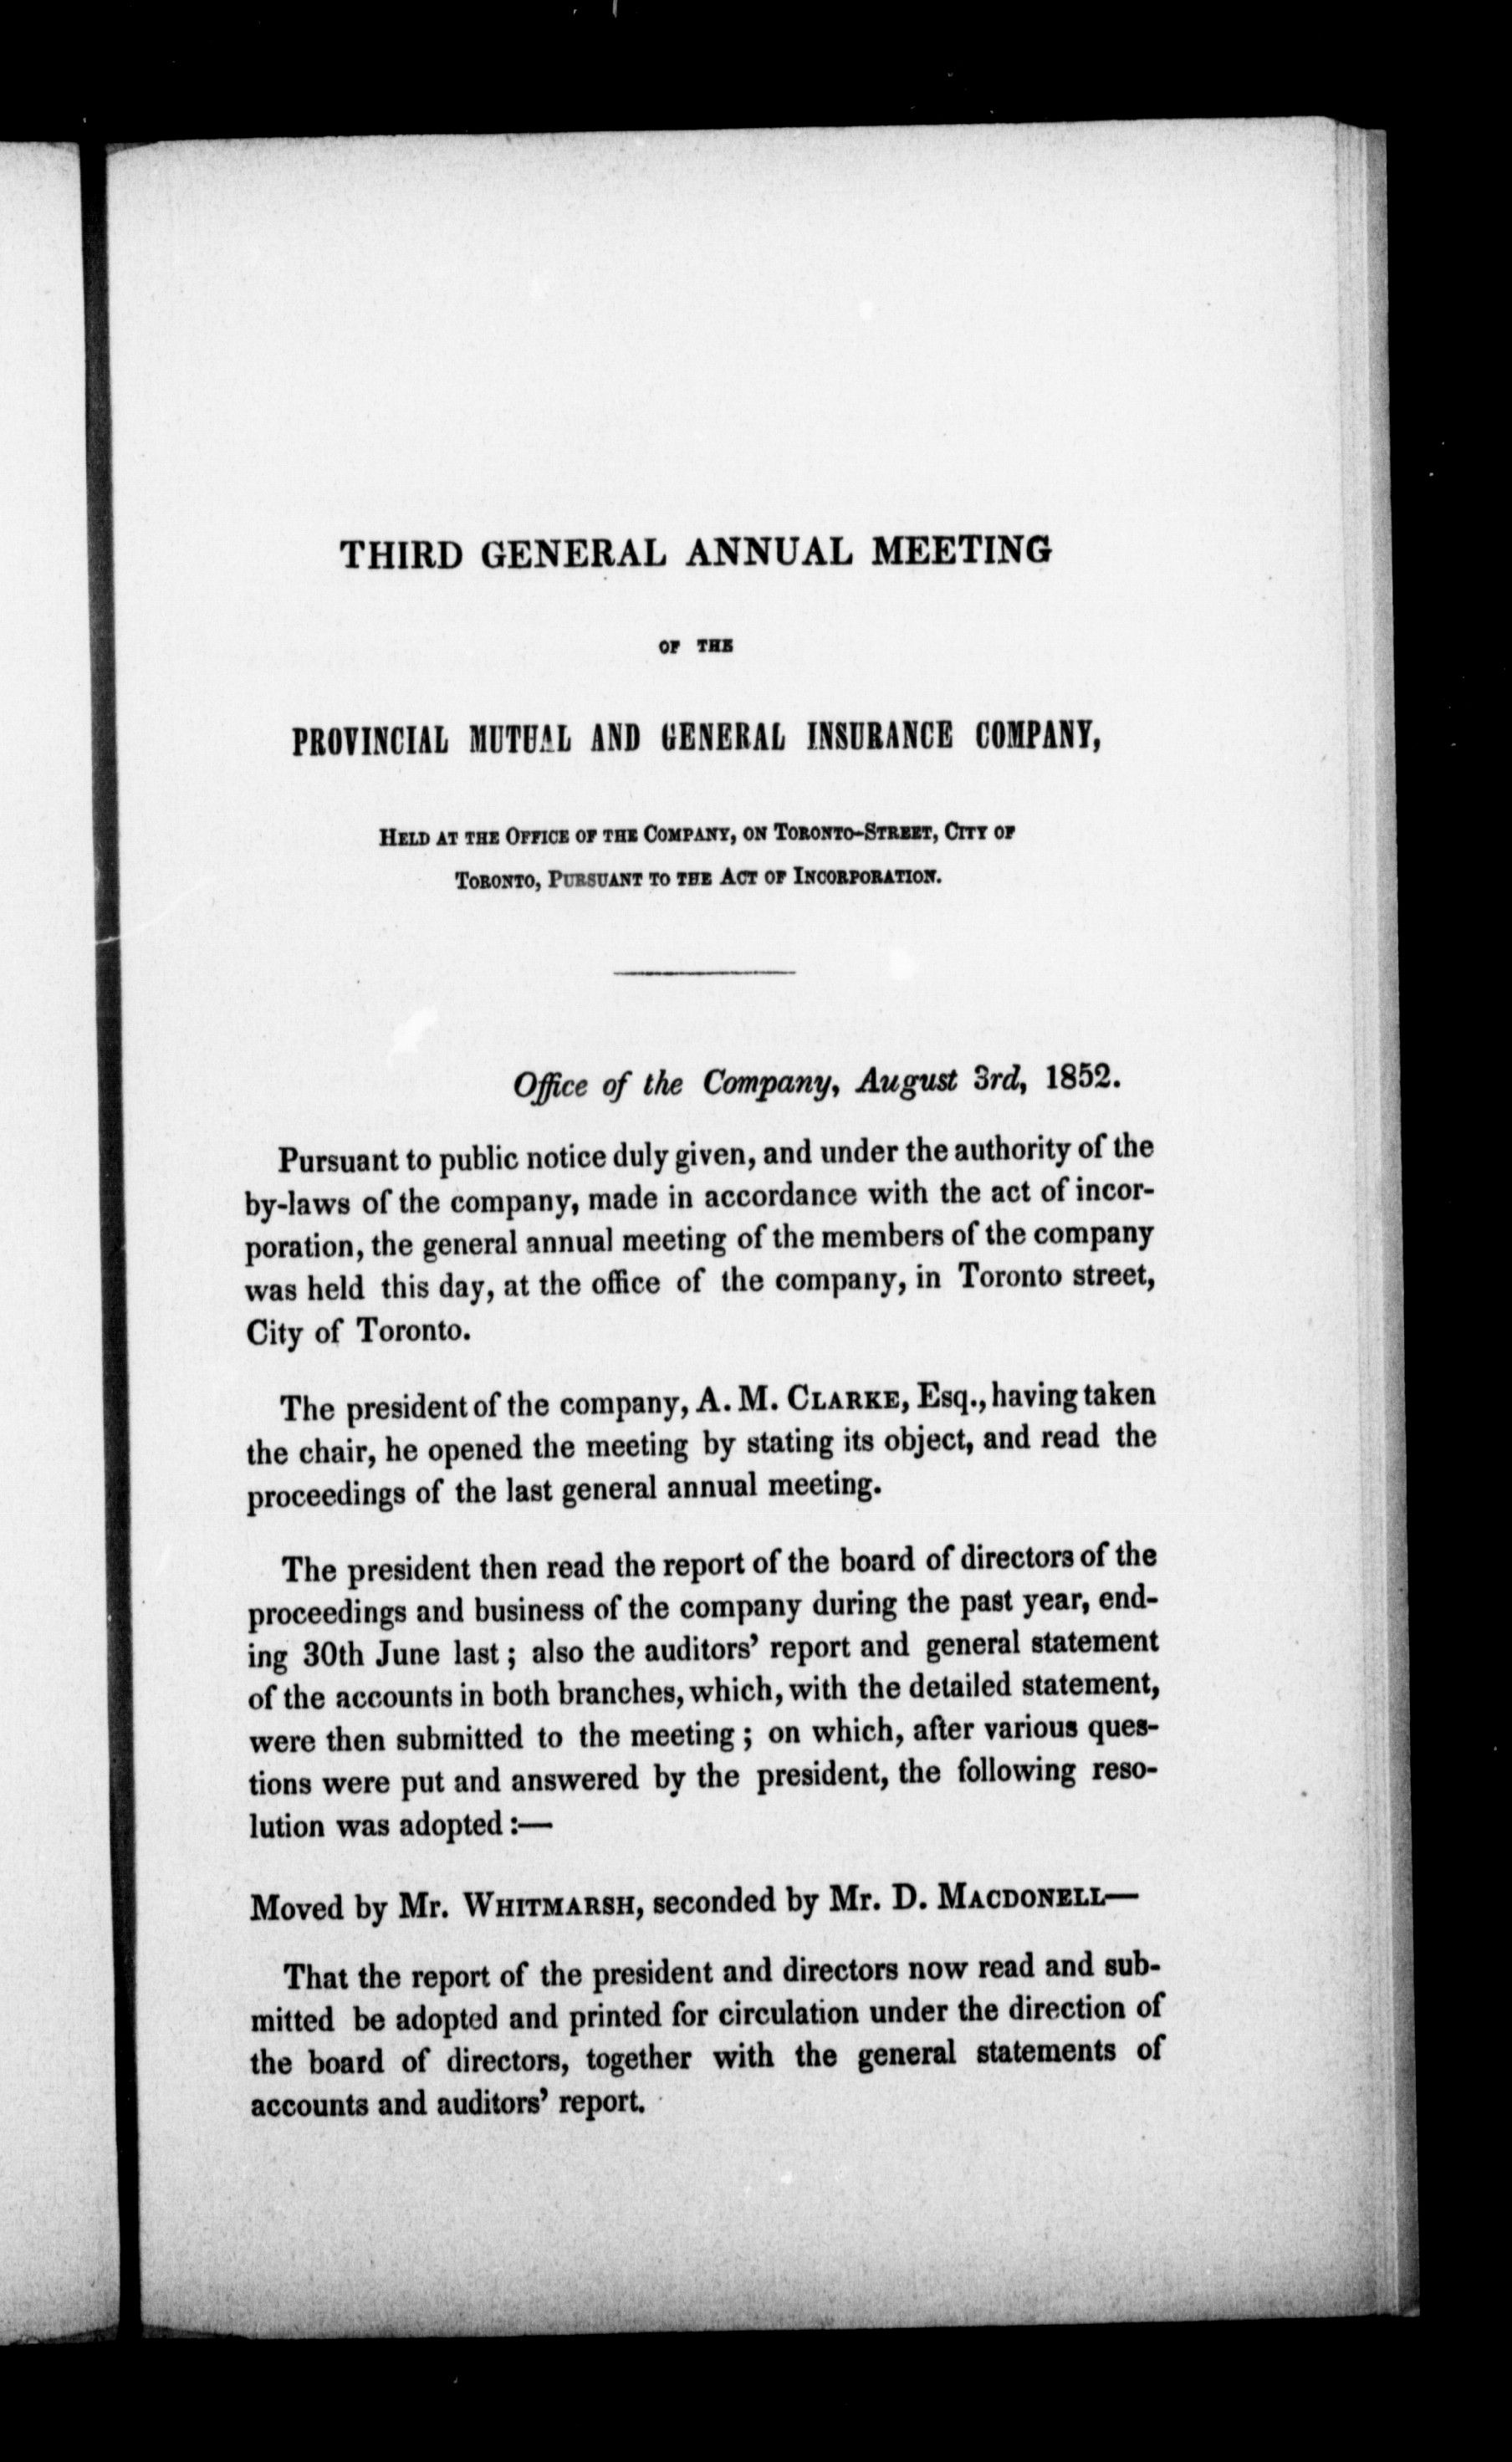 THIRD GENERAL ANNUAL MEETING
OF THE
PROVINCIAL MUTUAL AND GENERAL INSURANCE COMPANY,
HELD AT THE OFFICE OF THE COMPANY, ON TORONTO-STREET, CITY OF
TORONTO, PURSUANT TO THE ACT OF INCORPORATION.
Office of the Company, August 3rd, 1852.
Pursuant to public notice duly given, and under the authority of the
by-laws of the company, made in accordance with the act of incor-
poration, the general annual meeting of the members of the company
was held this day, at the office of the company, in Toronto street,
City of Toronto.
The president of the company, A. M. CLARKE, Esq., having taken
the chair, he opened the meeting by stating its object, and read the
proceedings of the last general annual meeting.
The president then read the report of the board of directors of the
proceedings and business of the company during the past year, end-
ing 30th June last; also the auditors' report and general statement
of the accounts in both branches, which, with the detailed statement,
were then submitted to the meeting; on which, after various ques-
tions were put and answered by the president, the following reso-
lution was adopted:—
Moved by Mr. WHITMARSH, seconded by Mr. D. MACDONELL—
That the report of the president and directors now read and sub-
mitted be adopted and printed for circulation under the direction of
the board of directors, together with the general statements of
accounts and auditors' report.